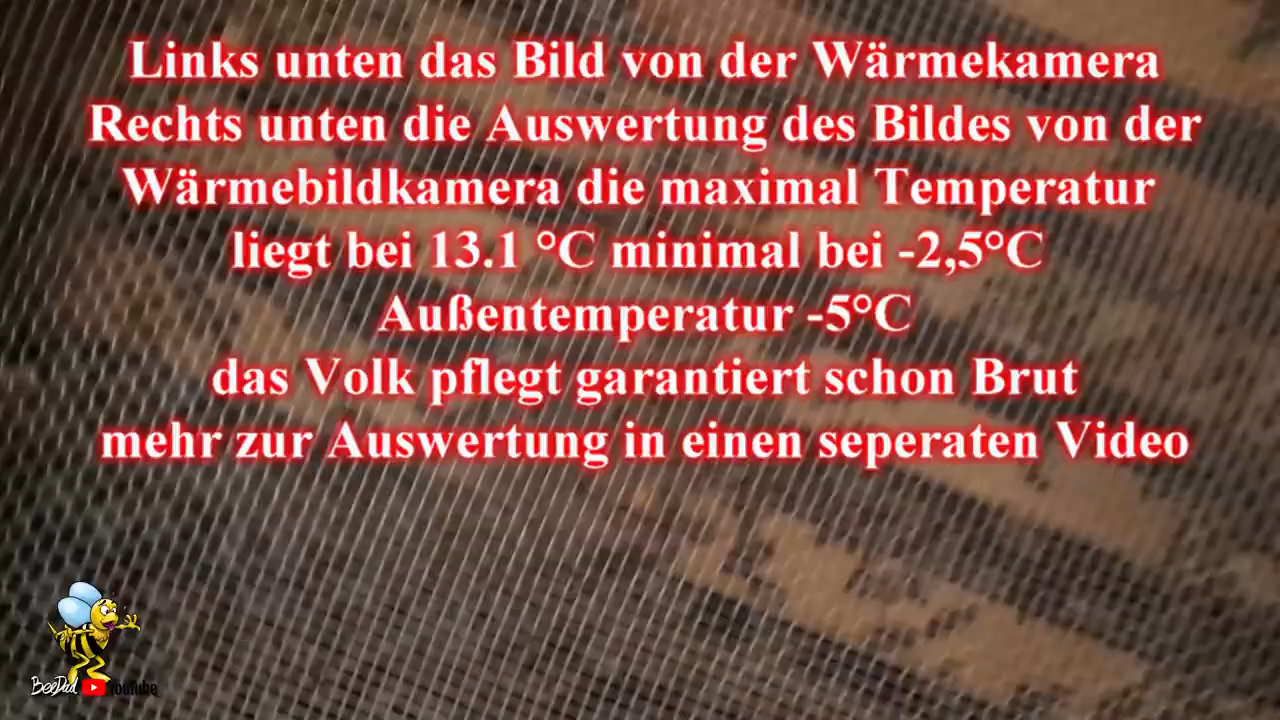 Links unten das Bild von der Wärmekamera
Rechts unten die Auswertung des Bildes von der
Wärmebildkamera die maximal Temperatur
liegt bei 13.1 °C minimal bei -2,5°C
Außentemperatur -5°C
das Volk pflegt garantiert schon Brut
mehr zur Auswertung in einen seperaten Video
BeeDad YouTube